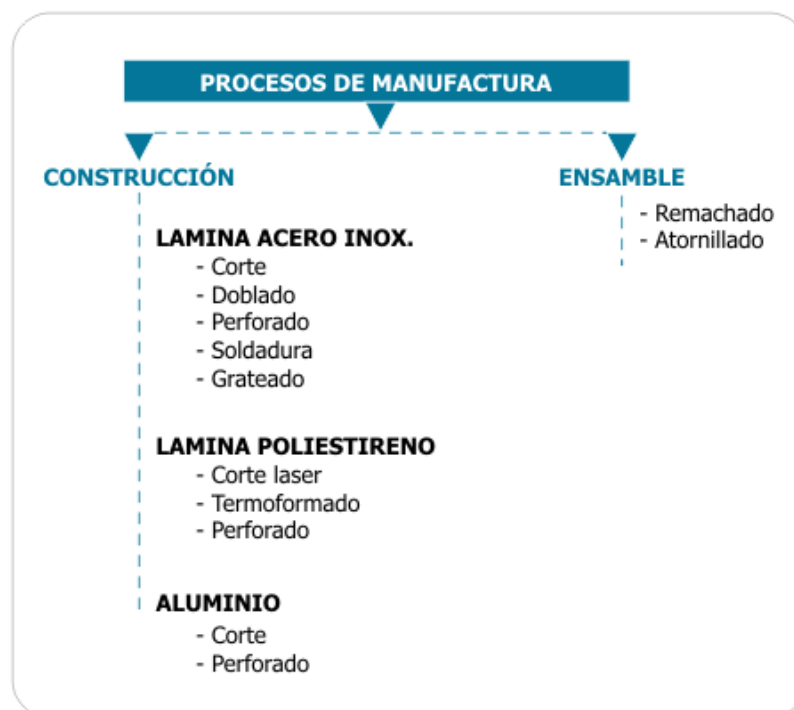 PROCESOS DE MANUFACTURA
CONSTRUCCIÓN
LAMINA ACERO INOX.
- Corte
- Doblado
- Perforado
- Soldadura
- Grateado
LAMINA POLIESTIRENO
- Corte laser
- Termoformado
- Perforado
ALUMINIO
- Corte
- Perforado
ENSAMBLE
- Remachado
- Atornillado